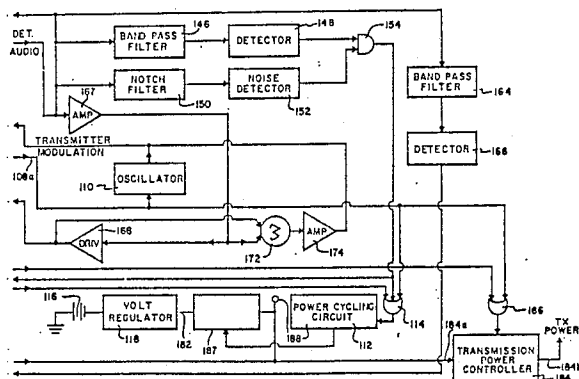 146
148
DET.
AUDIO
BAND PASS
FILTER
DETECTOR
154
167
NOTCH
FILTER
NOISE
DETECTOR
BAND PASS
FILTER
164
AMP
150
152
TRANSMITTER
MODULATION
DETECTOR
166
108a
110
OSCILLATOR
168
DRIV
Σ
AMP
172
174
116
VOLT
REGULATOR
POWER CYCLING
CIRCUIT
114
186
TX
POWER
118
182
187
188
112
184a
TRANSMISSION
POWER
CONTROLLER
184
184b